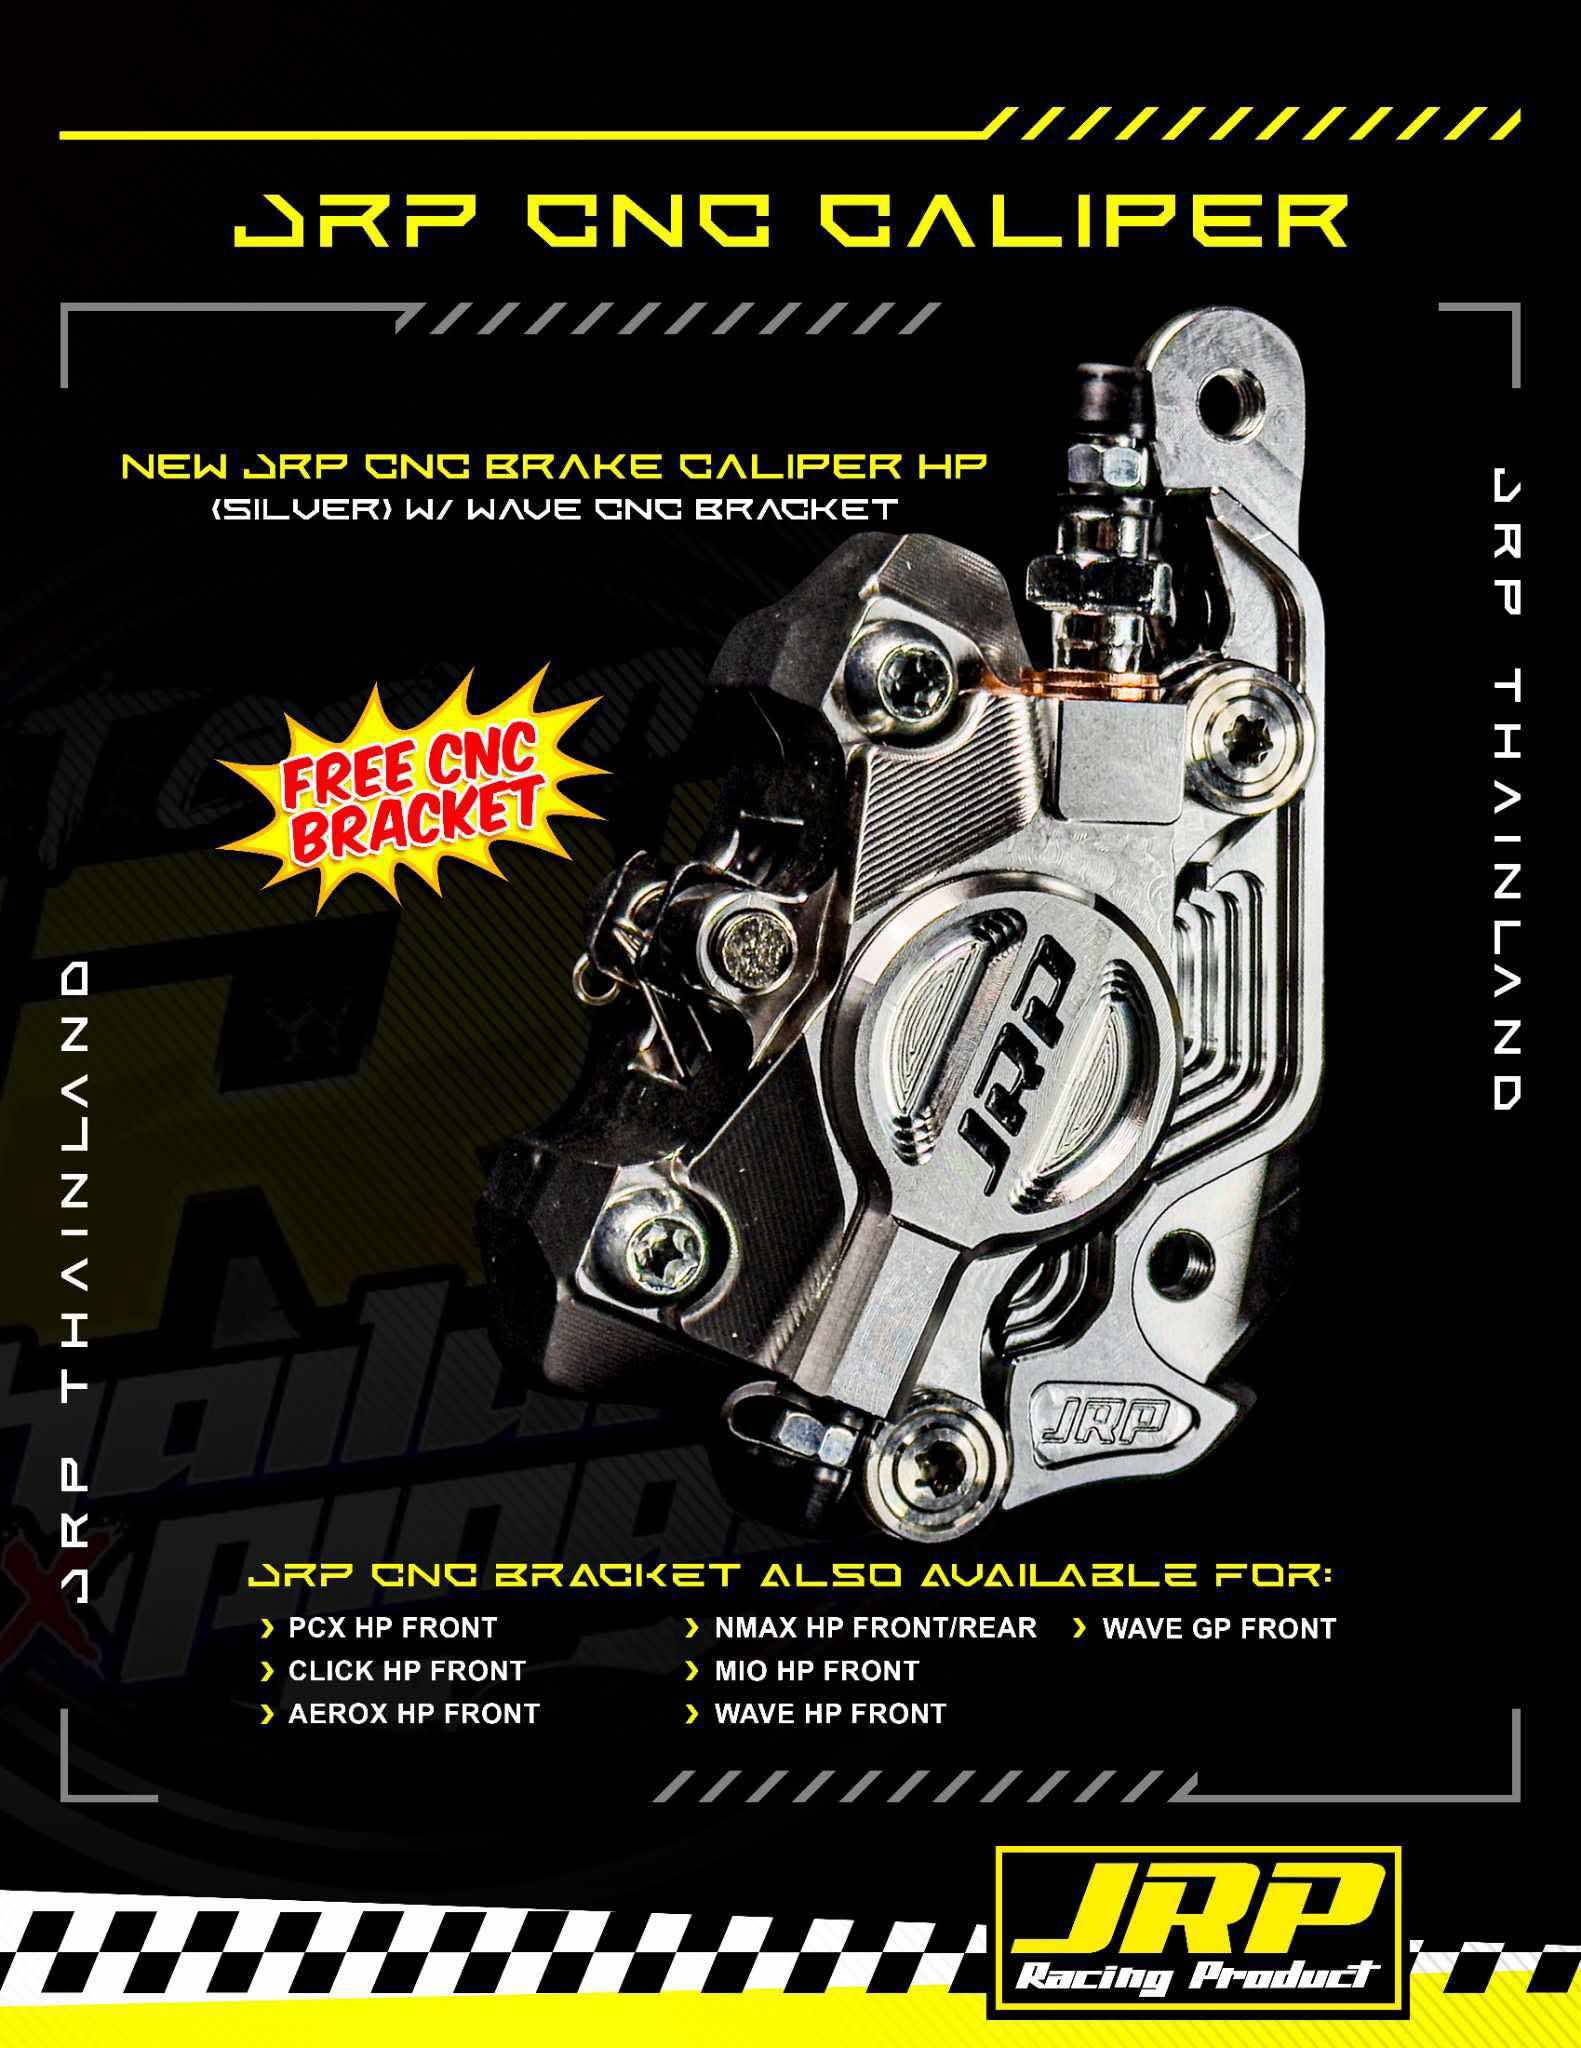 JRP CNC CALIPER
NEW JRP CNC BRAKE CALIPER HP
(SILVER) W/ WAVE CNC BRACKET
FREE CNC
BRACKET
JRP THAINLAND
JRP THAINLAND
JRP
JRP
JRP CNC BRACKET ALSO AVAILABLE FOR:
› PCX HP FRONT
› CLICK HP FRONT
› AEROX HP FRONT
› NMAX HP FRONT/REAR
› MIO HP FRONT
› WAVE HP FRONT
› WAVE GP FRONT
JRP
Racing Product